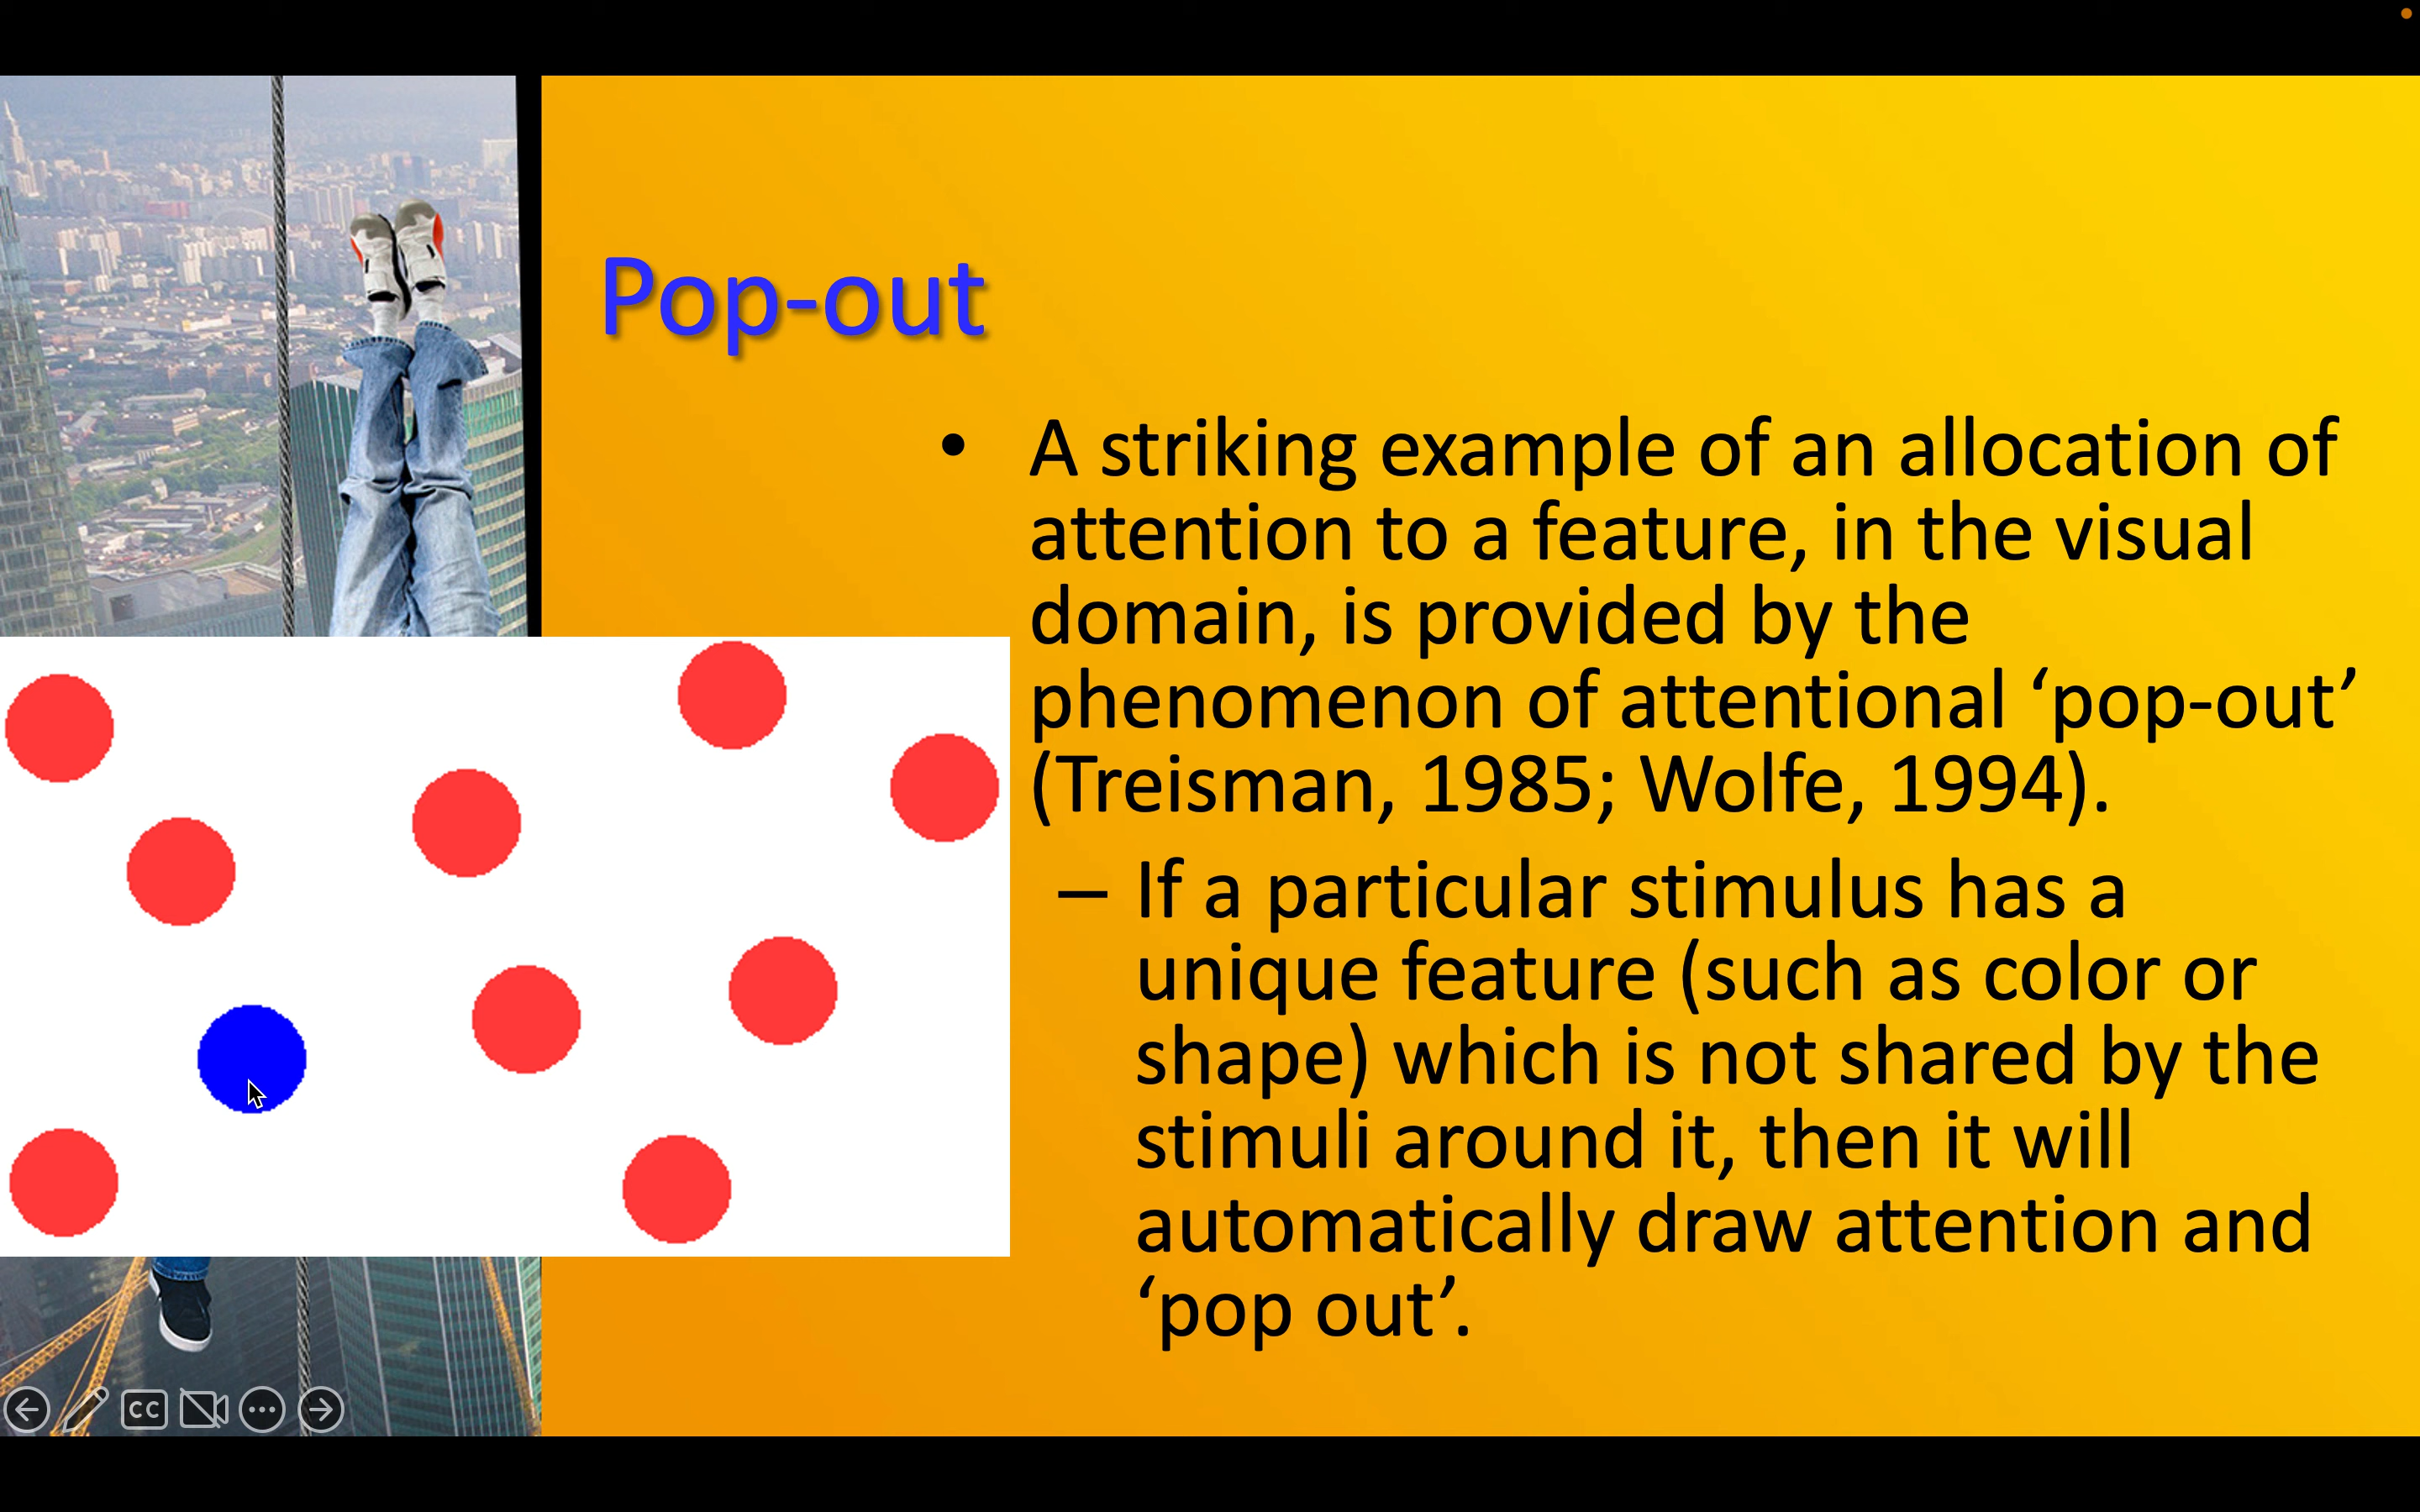 Pop-out
• A striking example of an allocation of
attention to a feature, in the visual
domain, is provided by the
phenomenon of attentional ‘pop-out’
(Treisman, 1985; Wolfe, 1994).
– If a particular stimulus has a
unique feature (such as color or
shape) which is not shared by the
stimuli around it, then it will
automatically draw attention and
‘pop out’.
CC